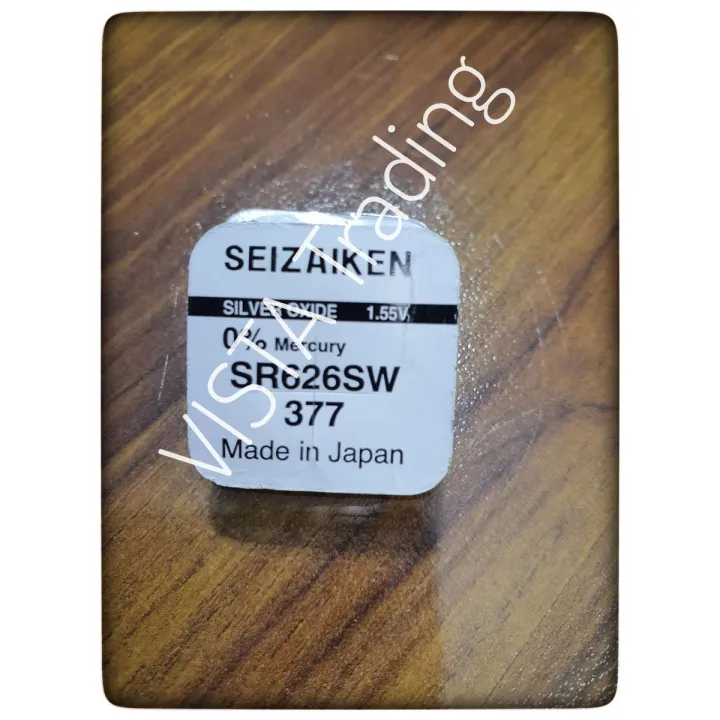 SEIZAIKEN
SILVER OXIDE 1.55V
0% Mercury
SR626SW
377
Made in Japan
VISTA Trading